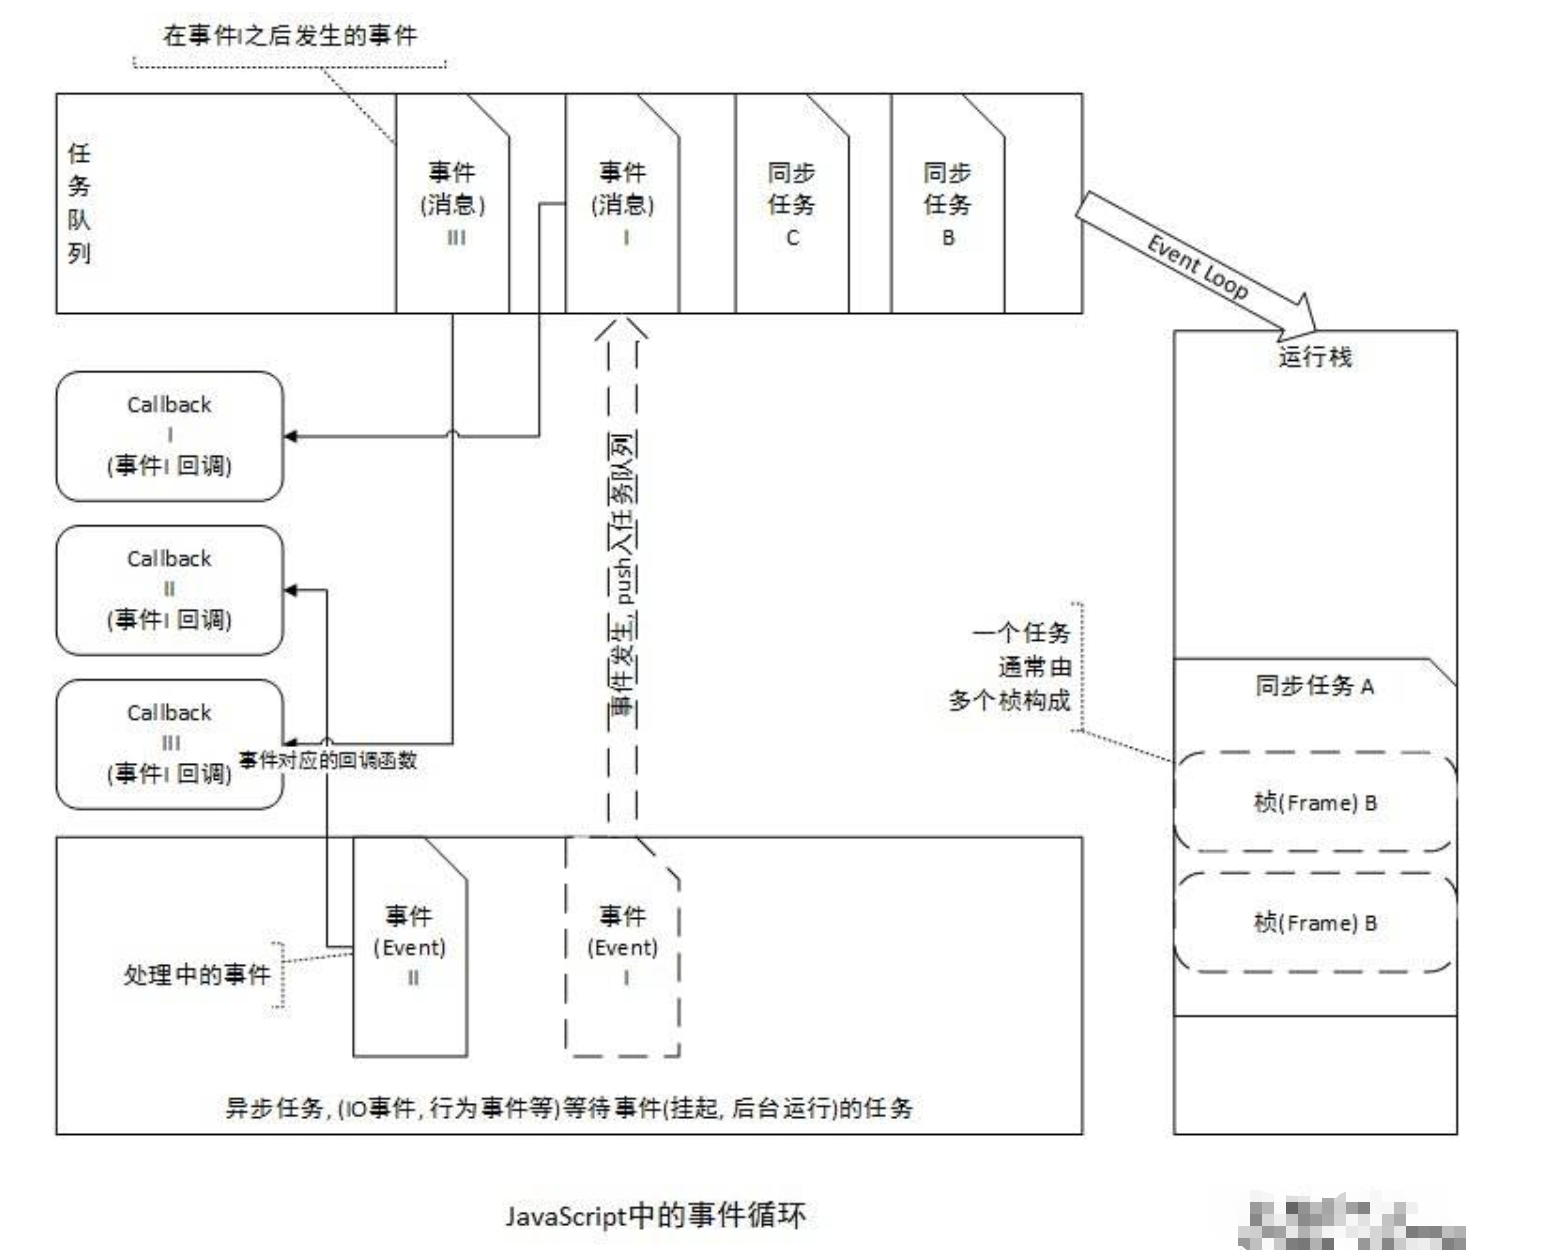 在事件I之后发生的事件
任
务
队
列
事件
(消息)
III
事件
(消息)
I
同步
任务
C
同步
任务
B
Event Loop
运行栈
Callback
I
(事件I 回调)
Callback
II
(事件I 回调)
Callback
III
(事件I 回调)
事件对应的回调函数
事件发生, push入任务队列
一个任务
通常由
多个桢构成
同步任务 A
桢(Frame) B
桢(Frame) B
事件
(Event)
II
事件
(Event)
I
处理中的事件
异步任务, (IO事件, 行为事件等)等待事件(挂起, 后台运行)的任务
JavaScript中的事件循环